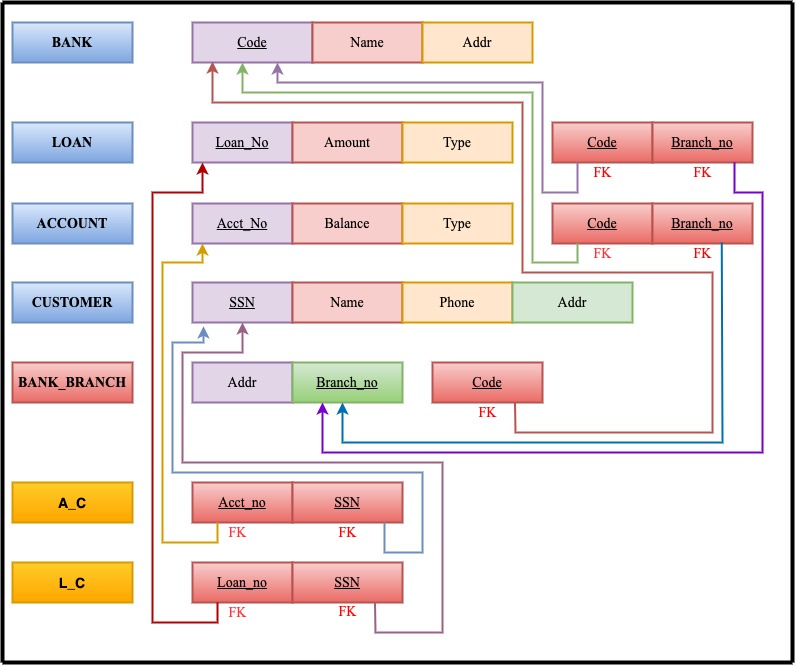 BANK Code Name Addr
LOAN Loan_No Amount Type Code Branch_no
FK FK
ACCOUNT Acct_No Balance Type Code Branch_no
FK FK
CUSTOMER SSN Name Phone Addr
BANK_BRANCH Addr Branch_no Code
FK
A_C Acct_no SSN
FK FK
L_C Loan_no SSN
FK FK